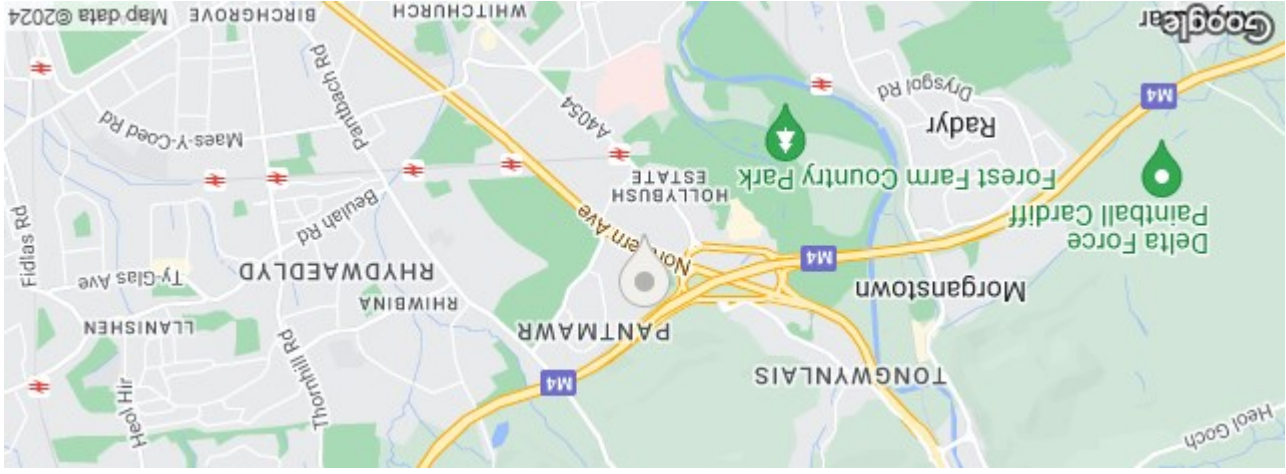 Heol Goch
Heol Hir
Thornhill Rd
TONGWYNLAIS
M4
PANTMAWR
LLANISHEN
RHIWBINA
Morganstown
RHYDWAEDLYD
Ty Glas Ave
Fidlas Rd
M4
Delta Force
Paintball Cardiff
Beulah Rd
HOLLYBUSH
ESTATE
Forest Farm Country Park
Radyr
Maes-Y-Coed Rd
A4054
M4
Drysgol Rd
Pantbach Rd
Google
WHITCHURCH
BIRCHGROVE
Map data ©2024